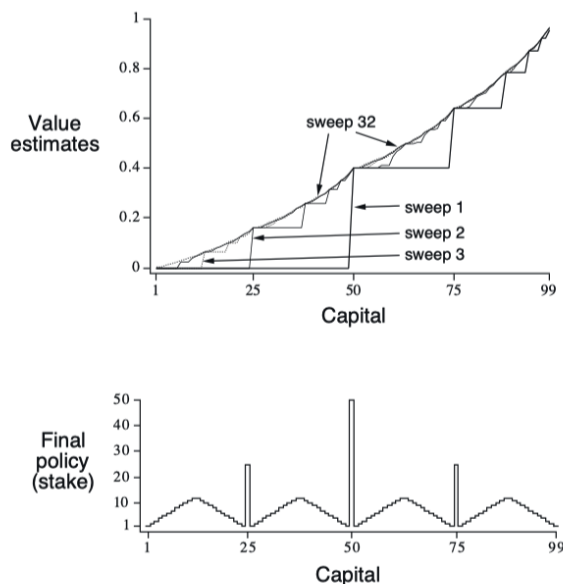 1
0.8
Value
estimates
0.6
sweep 32
0.4
sweep 1
0.2
sweep 2
sweep 3
0
1 25 50 75 99
Capital
50
40
Final
policy
(stake)
30
20
10
1
1 25 50 75 99
Capital